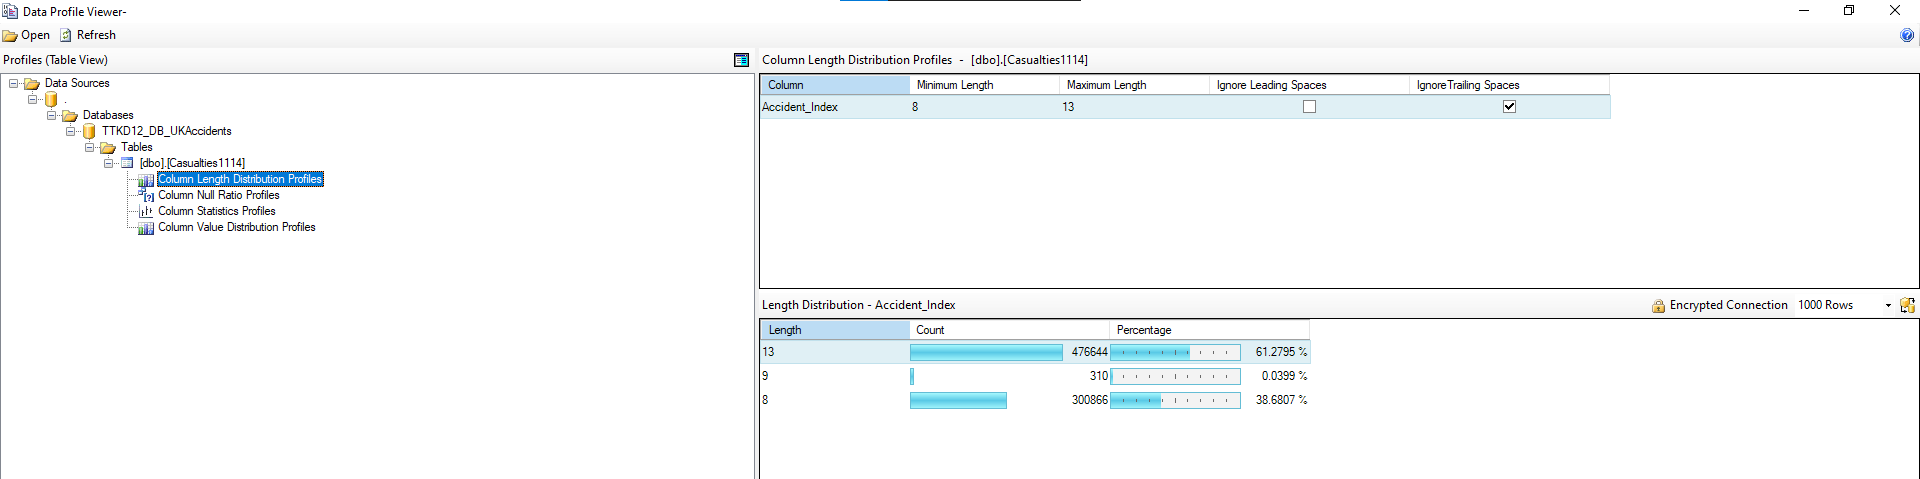 Data Profile Viewer-
Open Refresh
Profiles (Table View)
Data Sources
.
Databases
TTKD12_DB_UKAccidents
Tables
[dbo].[Casualties1114]
Column Length Distribution Profiles
Column Null Ratio Profiles
Column Statistics Profiles
Column Value Distribution Profiles
Column Length Distribution Profiles - [dbo].[Casualties1114]
Column Minimum Length Maximum Length Ignore Leading Spaces IgnoreTrailing Spaces
Accident_Index 8 13
Length Distribution - Accident_Index Encrypted Connection 1000 Rows
Length Count Percentage
13 476644 61.2795 %
9 310 0.0399 %
8 300866 38.6807 %